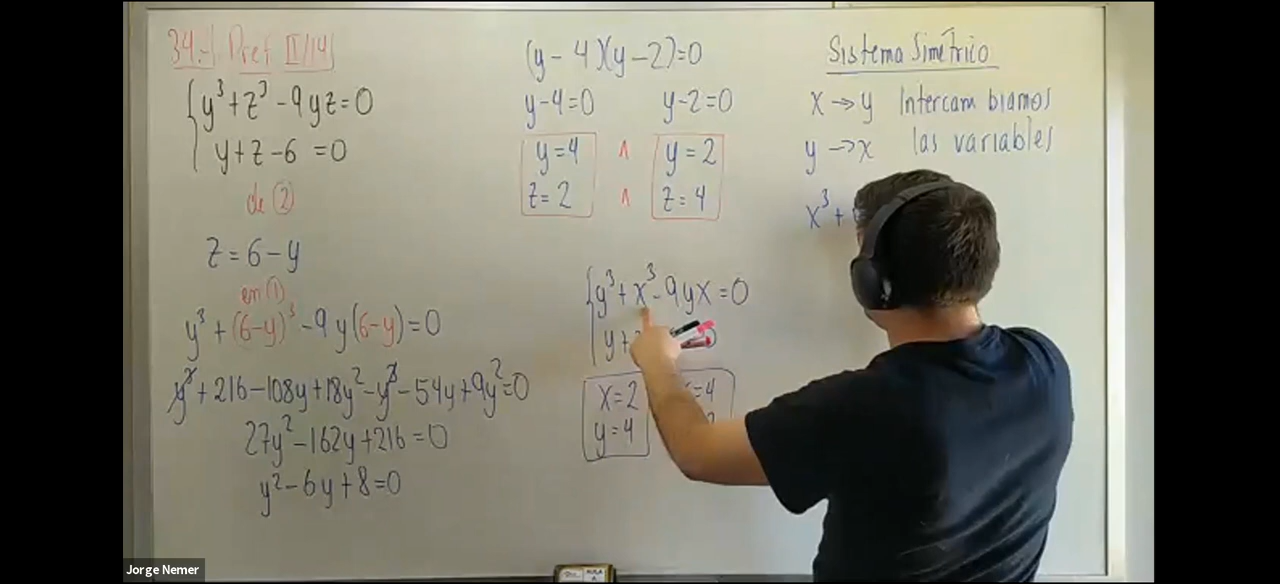 34.-) Pref II/14
y³ + z³ - 9yz = 0
y + z - 6 = 0
de ②
z = 6 - y
en ①
y³ + (6-y)³ - 9y(6-y) = 0
y³ + 216 - 108y + 18y² - y³ - 54y + 9y² = 0
27y² - 162y + 216 = 0
y² - 6y + 8 = 0
(y - 4)(y - 2) = 0
y - 4 = 0 y - 2 = 0
y = 4 ∧ y = 2
z = 2 ∧ z = 4
y³ + x³ - 9yx = 0
y +
x = 2 = 4
y = 4
Sistema Simétrico
x → y Intercambiamos
y → x las variables
x³ +
Jorge Nemer